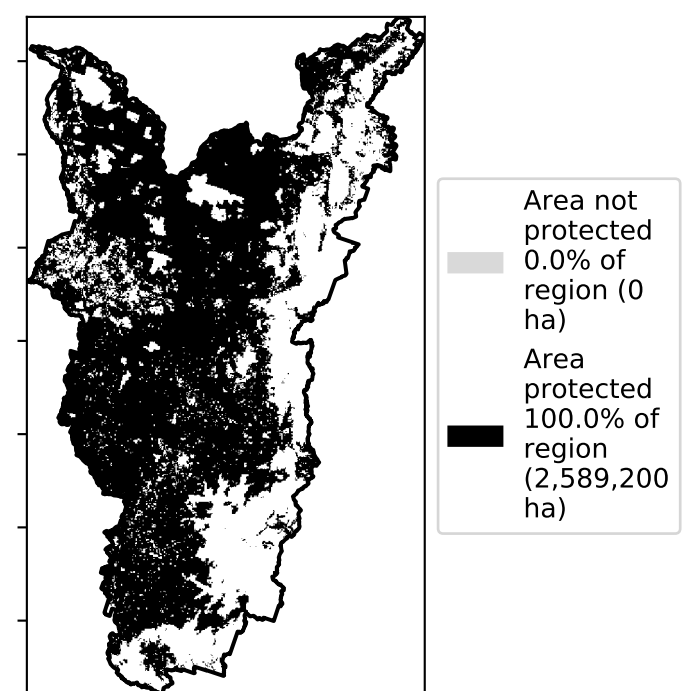 Area not
protected
0.0% of
region (0
ha)
Area
protected
100.0% of
region
(2,589,200
ha)